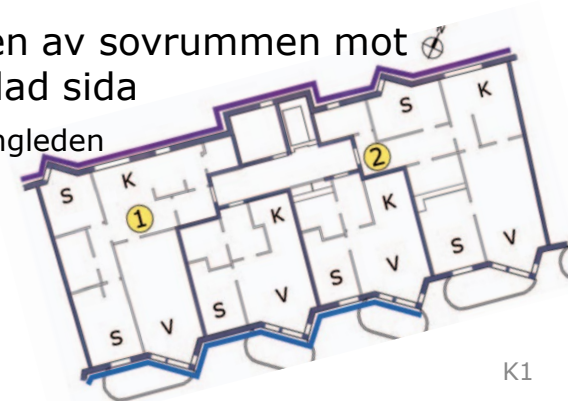 en av sovrummen mot
lad sida
ngleden
S K
S K
1
2
K
K
S V
S V
S V
S V
K1